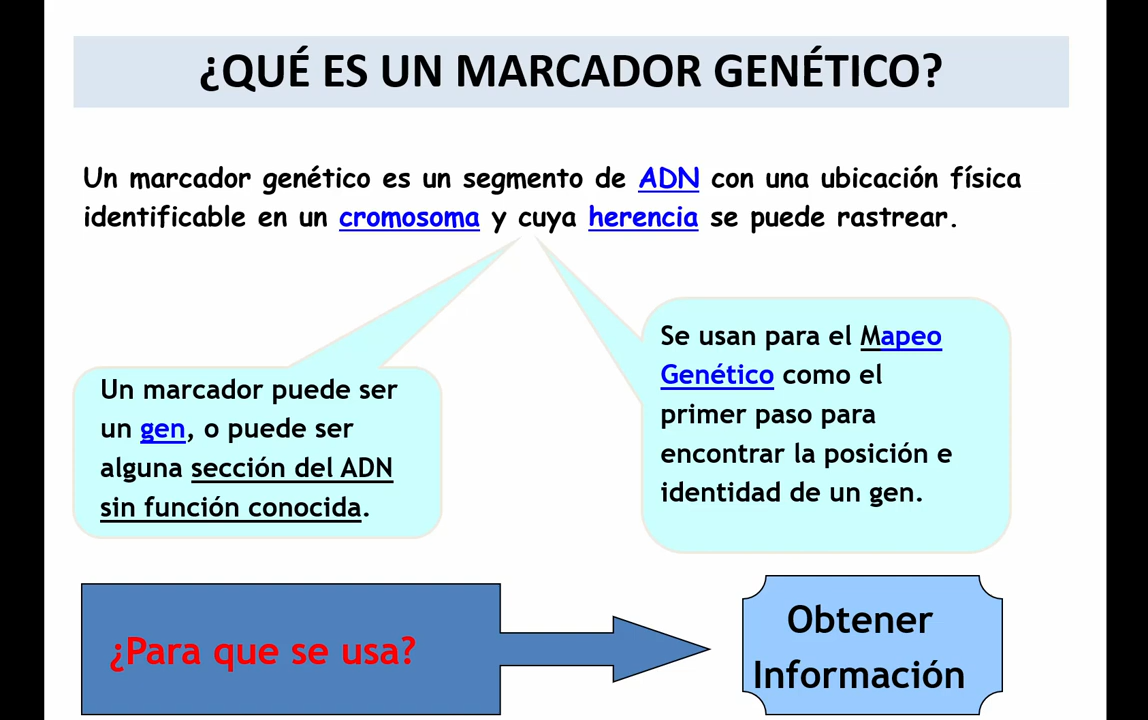 ¿QUÉ ES UN MARCADOR GENÉTICO?
Un marcador genético es un segmento de ADN con una ubicación física
identificable en un cromosoma y cuya herencia se puede rastrear.
Un marcador puede ser
un gen, o puede ser
alguna sección del ADN
sin función conocida.
Se usan para el Mapeo
Genético como el
primer paso para
encontrar la posición e
identidad de un gen.
¿Para que se usa?
Obtener
Información